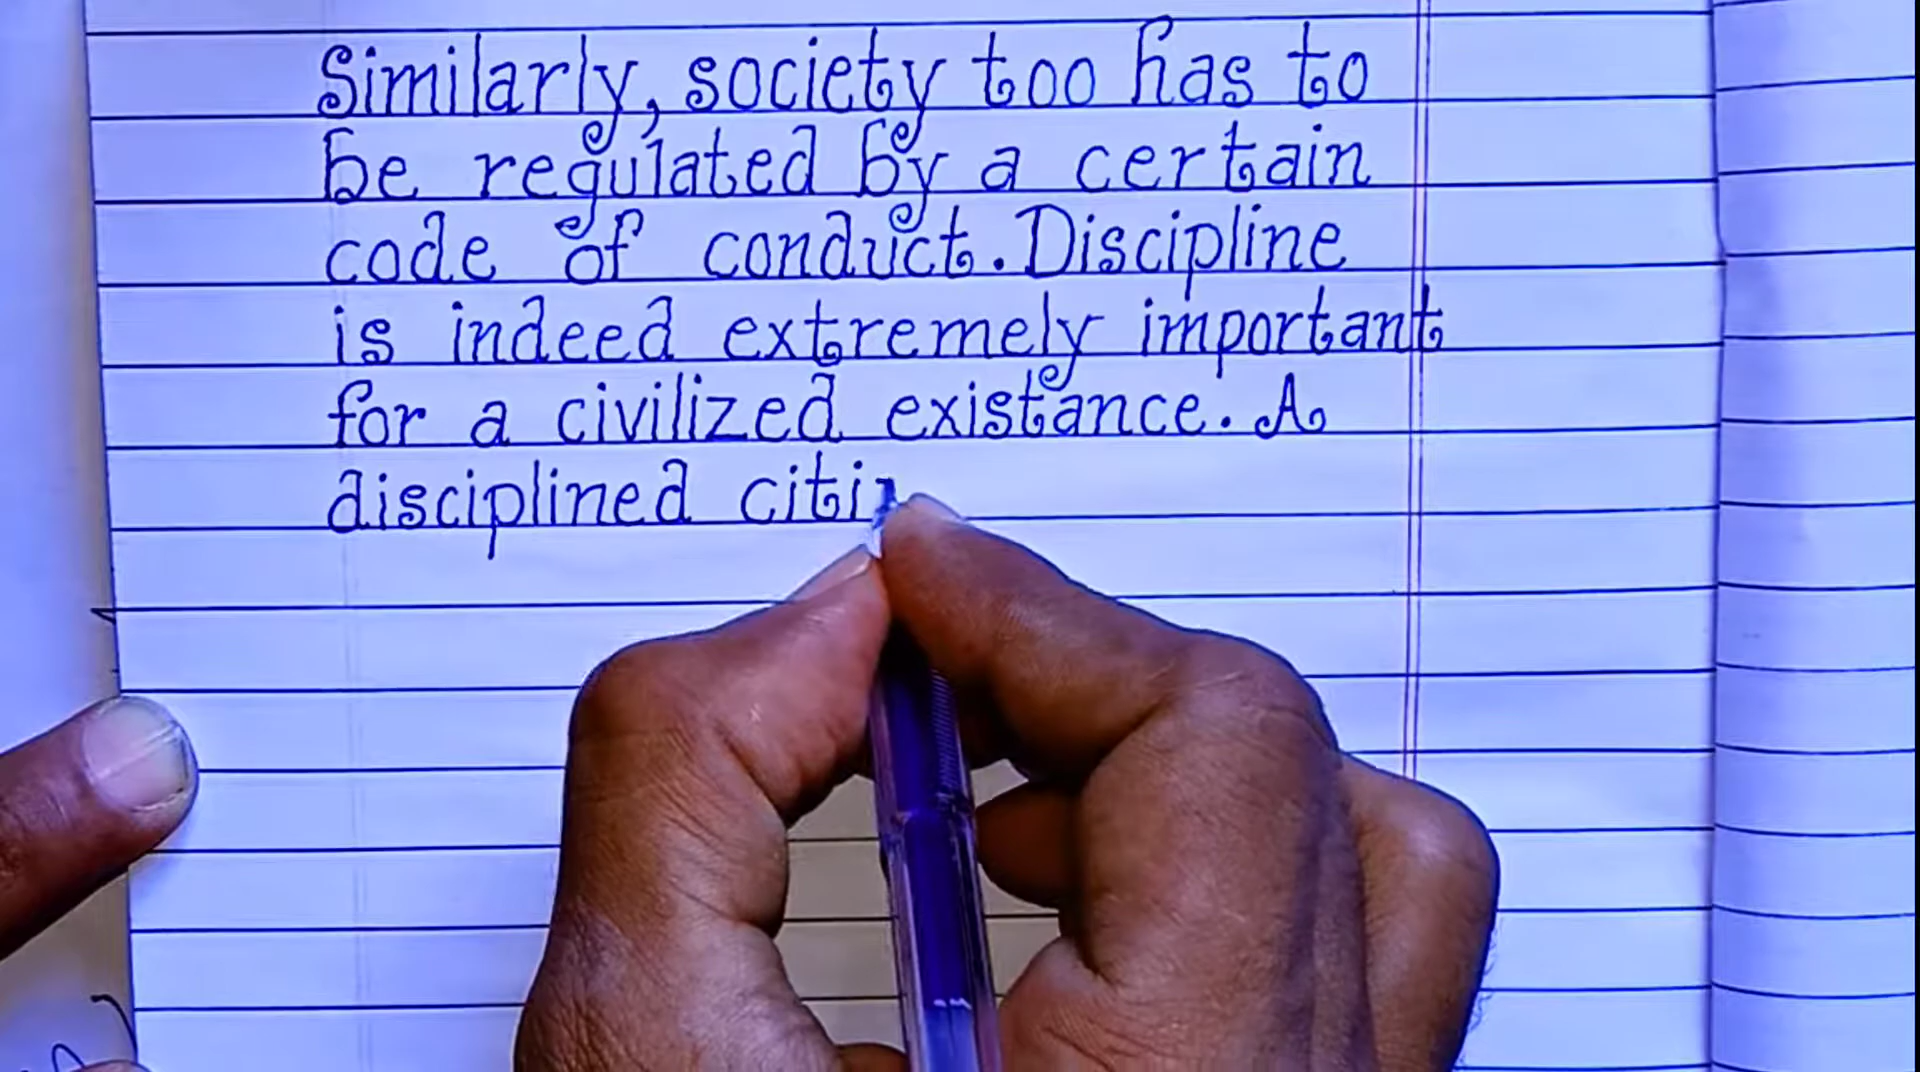 Similarly, society too has to
be regulated by a certain
code of conduct. Discipline
is indeed extremely important
for a civilized existance. A
disciplined citi